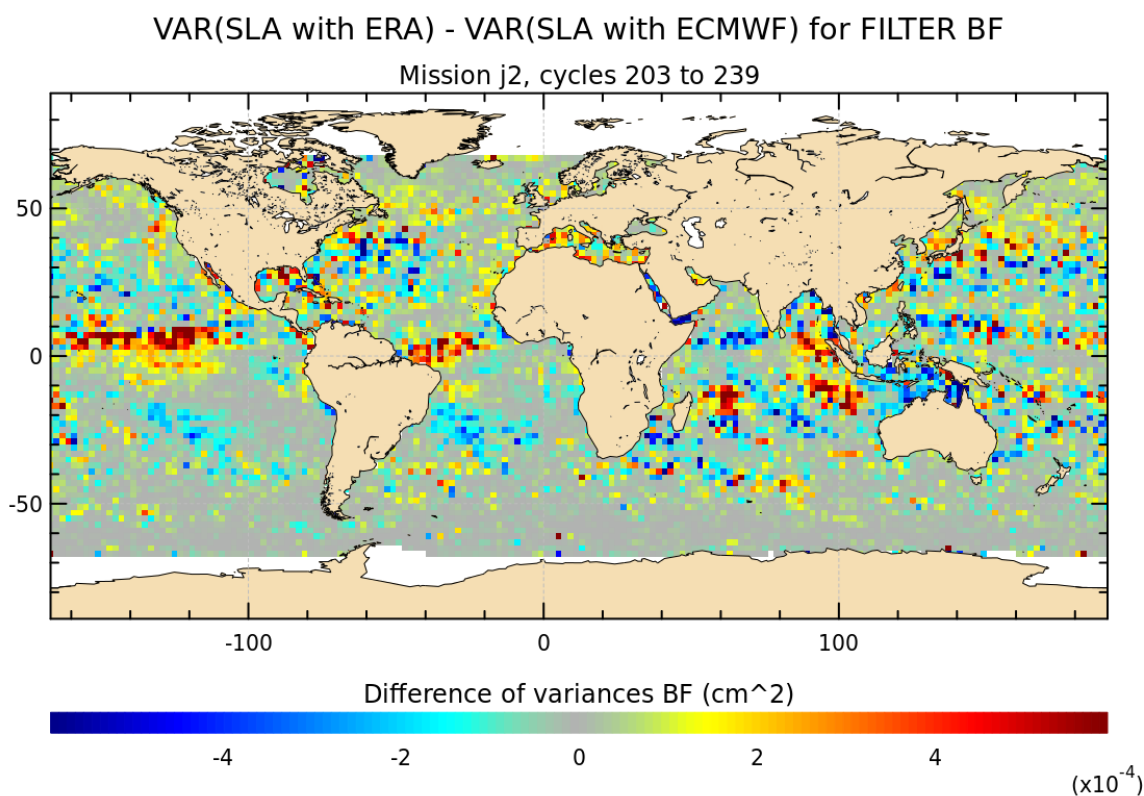 VAR(SLA with ERA) - VAR(SLA with ECMWF) for FILTER BF
Mission j2, cycles 203 to 239
50
0
-50
-100 0 100
Difference of variances BF (cm^2)
-4 -2 0 2 4
(x10⁻⁴)